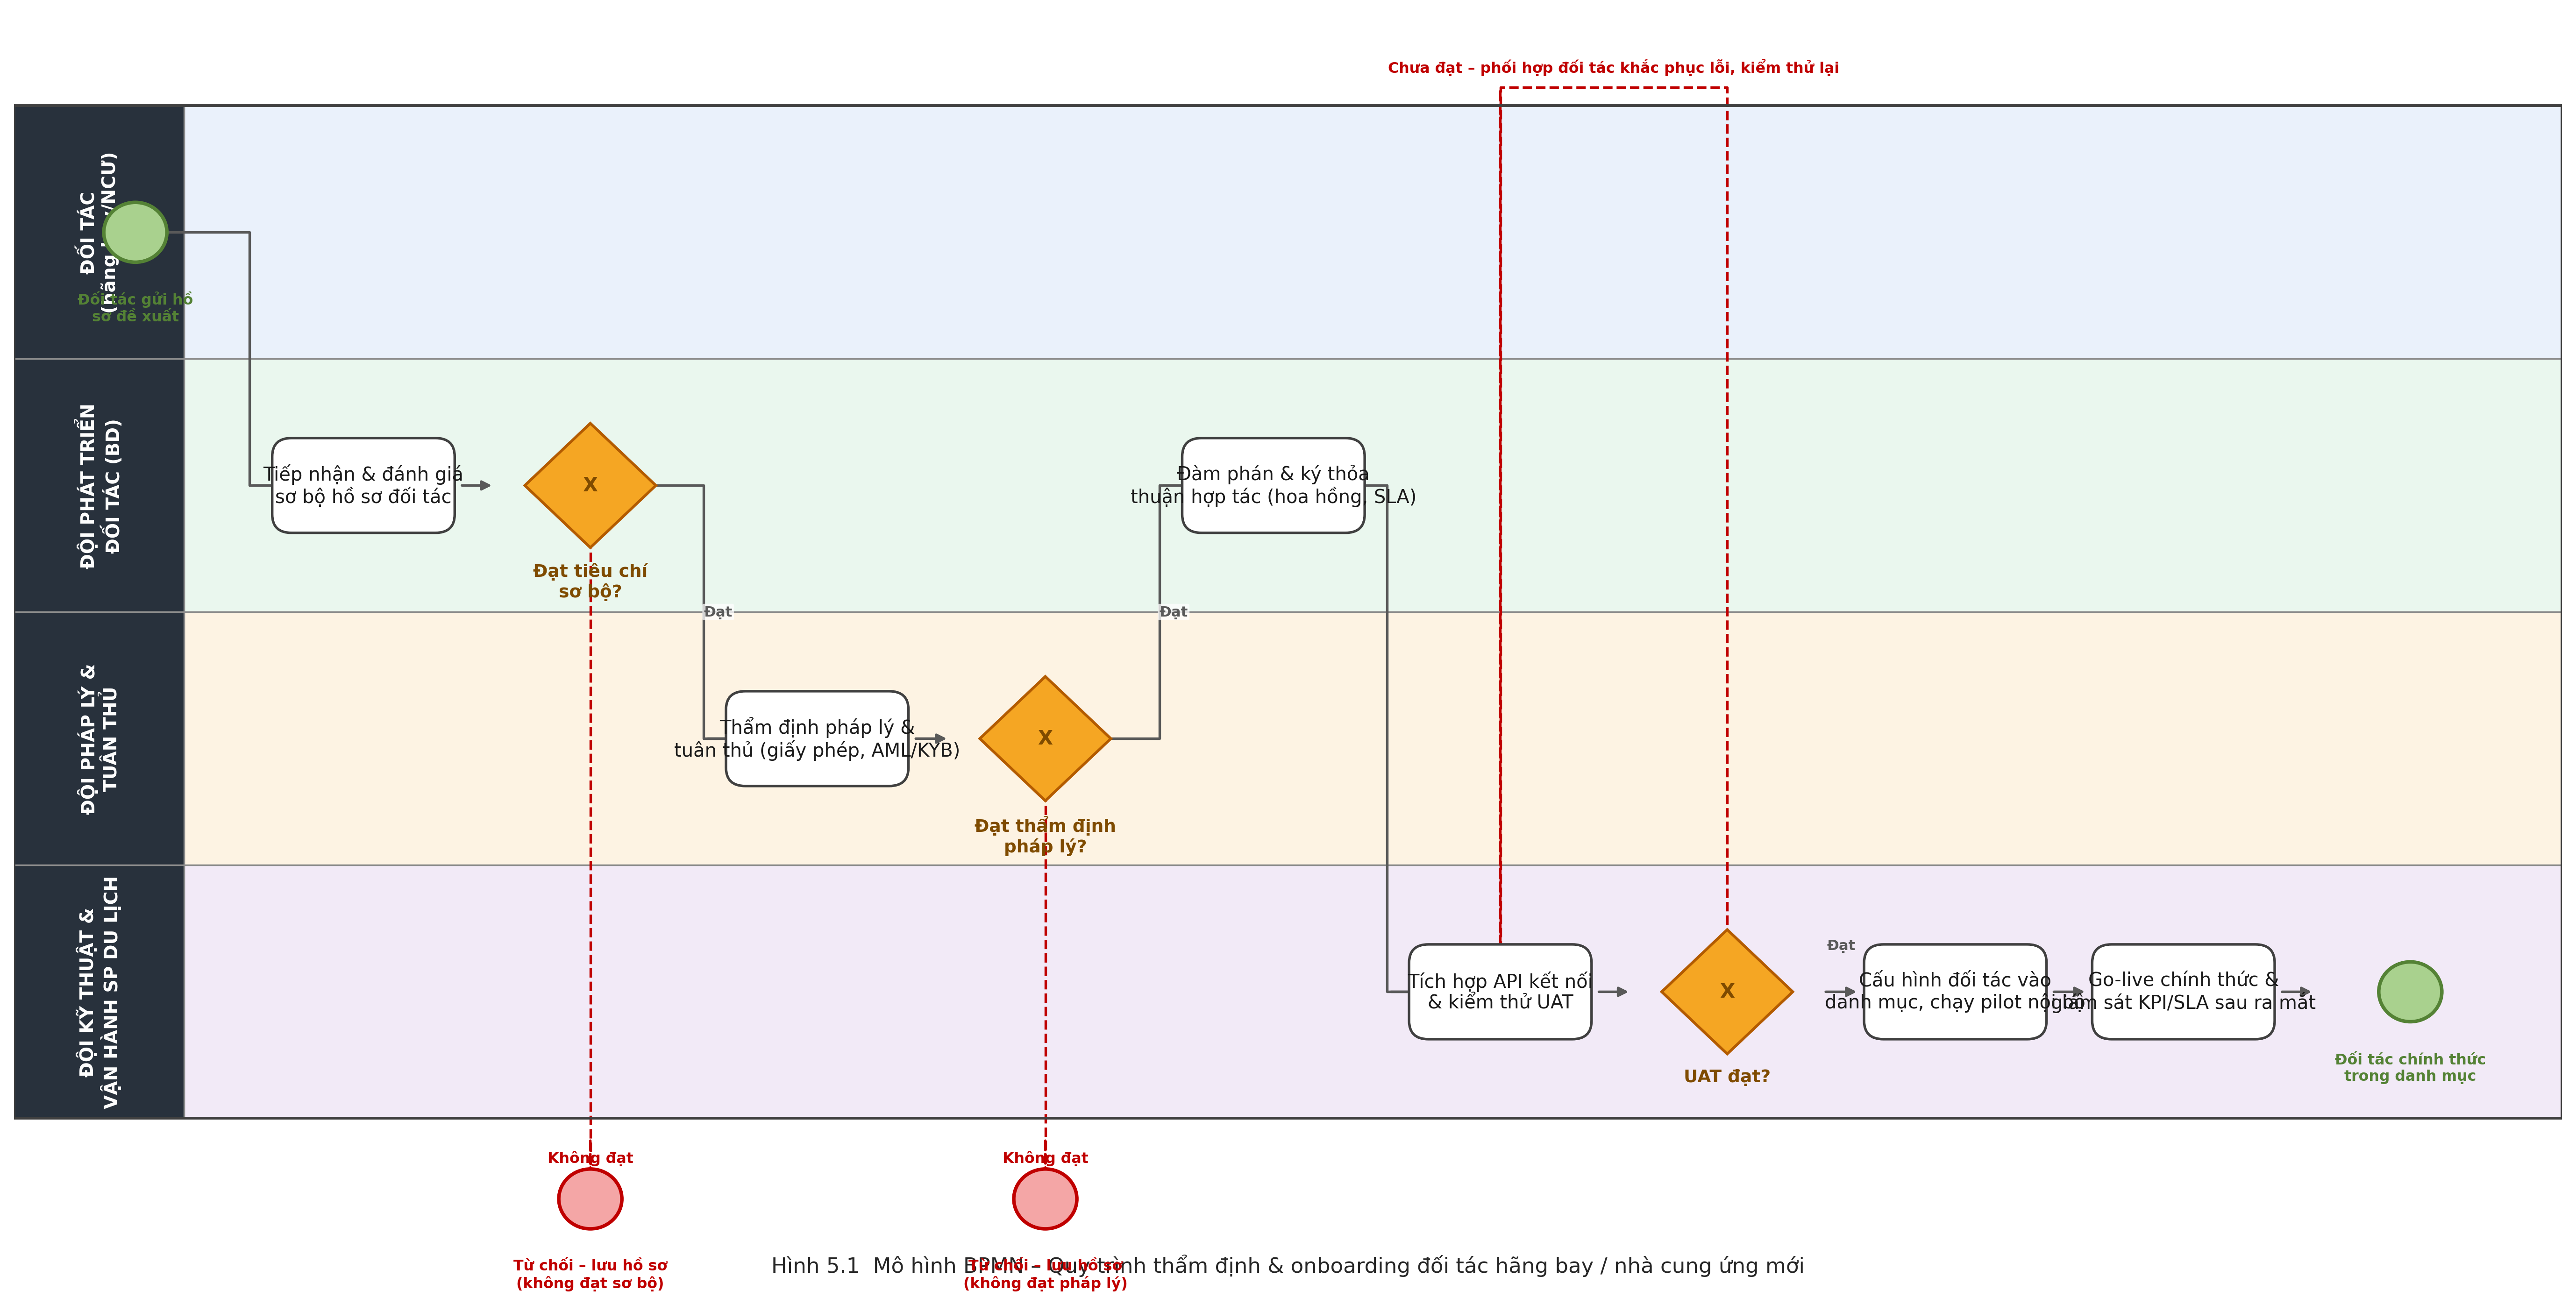 Chưa đạt – phối hợp đối tác khắc phục lỗi, kiểm thử lại
ĐỐI TÁC
(hãng /NCU)
Đối tác gửi hồ
sơ đề xuất
ĐỘI PHÁT TRIỂN
ĐỐI TÁC (BD)
Tiếp nhận & đánh giá
sơ bộ hồ sơ đối tác
X
Đạt tiêu chí
sơ bộ?
Đạt
Đàm phán & ký thỏa
thuận hợp tác (hoa hồng, SLA)
Đạt
ĐỘI PHÁP LÝ &
TUÂN THỦ
Thẩm định pháp lý &
tuân thủ (giấy phép, AML/KYB)
X
Đạt thẩm định
pháp lý?
ĐỘI KỸ THUẬT &
VẬN HÀNH SP DU LỊCH
Tích hợp API kết nối
& kiểm thử UAT
X
UAT đạt?
Đạt
Cấu hình đối tác vào
danh mục, chạy pilot nội bộ
Go-live chính thức &
giám sát KPI/SLA sau ra mắt
Đối tác chính thức
trong danh mục
Không đạt
Không đạt
Từ chối – lưu hồ sơ
(không đạt sơ bộ)
Từ chối – lưu hồ sơ
(không đạt pháp lý)
Hình 5.1 Mô hình BPMN – Quy trình thẩm định & onboarding đối tác hãng bay / nhà cung ứng mới